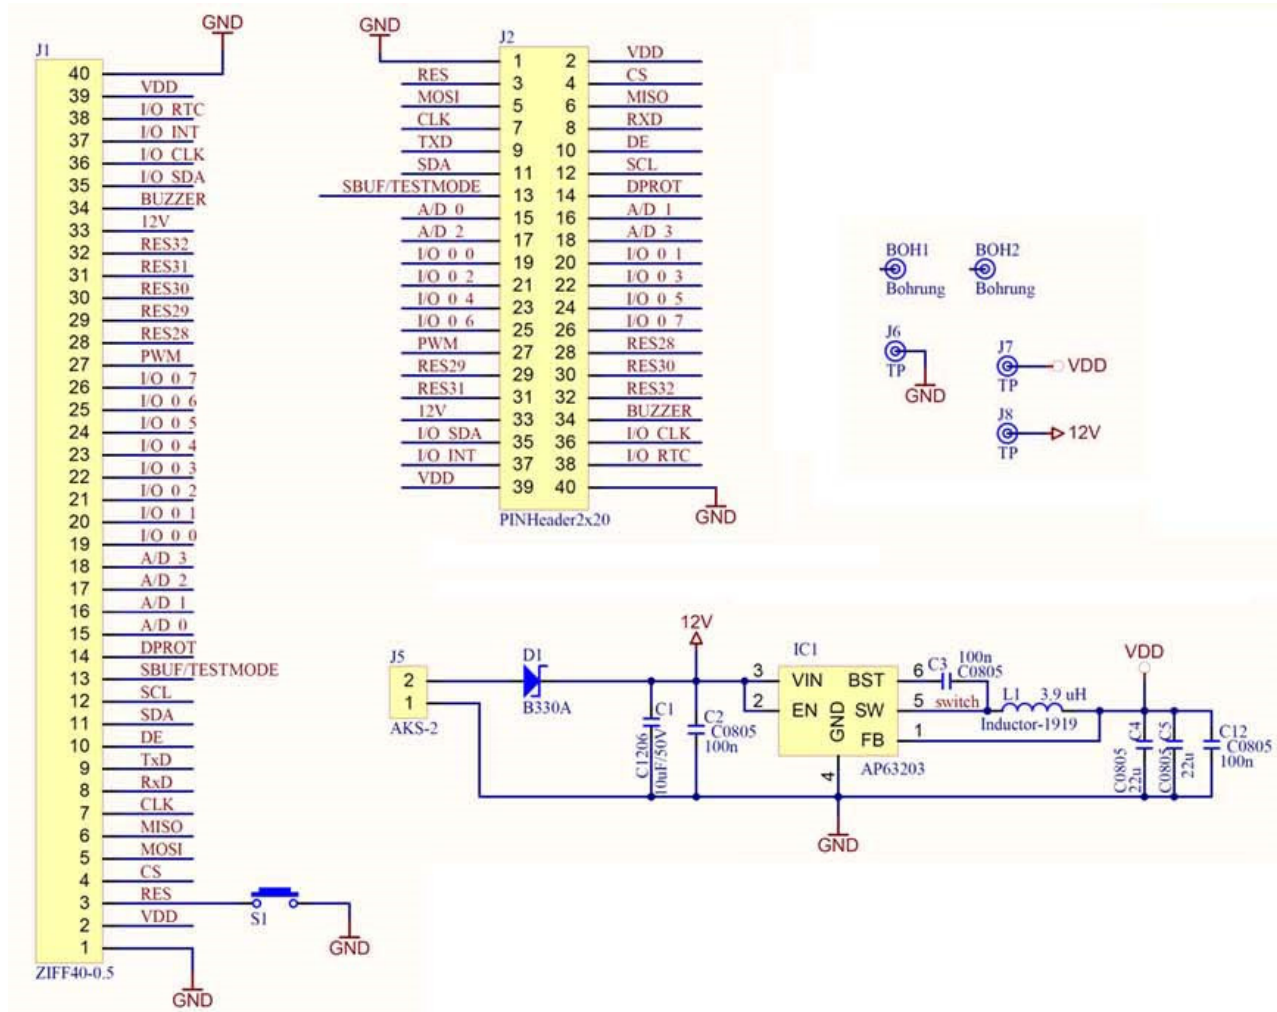 GND
J1
40
39 VDD
38 I/O RTC
37 I/O INT
36 I/O CLK
35 I/O SDA
34 BUZZER
33 12V
32 RES32
31 RES31
30 RES30
29 RES29
28 RES28
27 PWM
26 I/O 0 7
25 I/O 0 6
24 I/O 0 5
23 I/O 0 4
22 I/O 0 3
21 I/O 0 2
20 I/O 0 1
19 I/O 0 0
18 A/D 3
17 A/D 2
16 A/D 1
15 A/D 0
14 DPROT
13 SBUF/TESTMODE
12 SCL
11 SDA
10 DE
9 TxD
8 RxD
7 CLK
6 MISO
5 MOSI
4 CS
3 RES
S1
GND
2 VDD
1
ZIFF40-0.5
GND
GND
J2
1 2 VDD
RES 3 4 CS
MOSI 5 6 MISO
CLK 7 8 RXD
TXD 9 10 DE
SDA 11 12 SCL
SBUF/TESTMODE 13 14 DPROT
A/D 0 15 16 A/D 1
A/D 2 17 18 A/D 3
I/O 0 0 19 20 I/O 0 1
I/O 0 2 21 22 I/O 0 3
I/O 0 4 23 24 I/O 0 5
I/O 0 6 25 26 I/O 0 7
PWM 27 28 RES28
RES29 29 30 RES30
RES31 31 32 RES32
12V 33 34 BUZZER
I/O SDA 35 36 I/O CLK
I/O INT 37 38 I/O RTC
VDD 39 40
PINHeader2x20
GND
BOH1
Bohrung
BOH2
Bohrung
J6
TP
GND
J7
TP
VDD
J8
TP
12V
J5
2
1
AKS-2
D1
B330A
12V
C1
C1206
10uF/50V
C2
C0805
100n
IC1
3 VIN BST 6
2 EN SW 5
GND
FB 1
4
AP63203
GND
C3
100n
C0805
switch
L1 3.9 uH
Inductor-1919
VDD
C4
C0805
22u
C5
C0805
22u
C12
C0805
100n